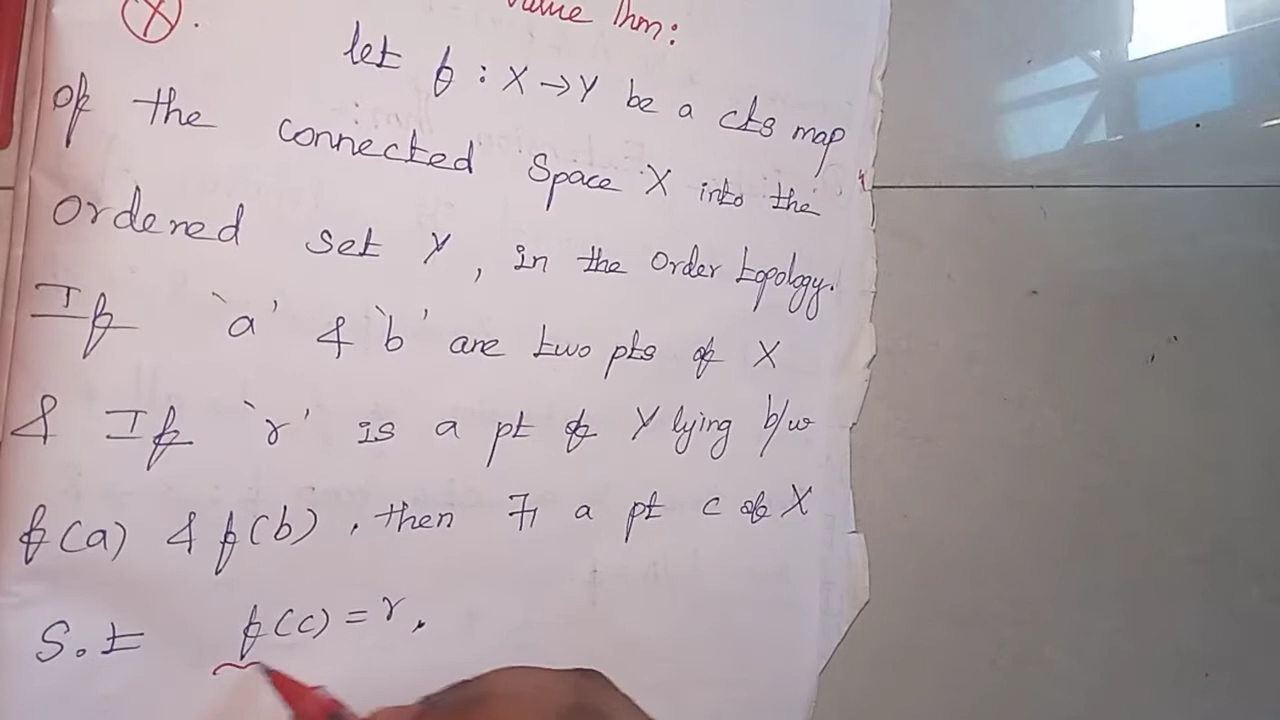 value Thm:
X.
let f : X → Y be a cts map
of the connected Space X into the
ordered set Y, in the order topology.
If 'a' & 'b' are two pts of X
& If 'r' is a pt of Y lying b/w
f(a) & f(b), then ∃ a pt c of X
S.t f(c) = r.